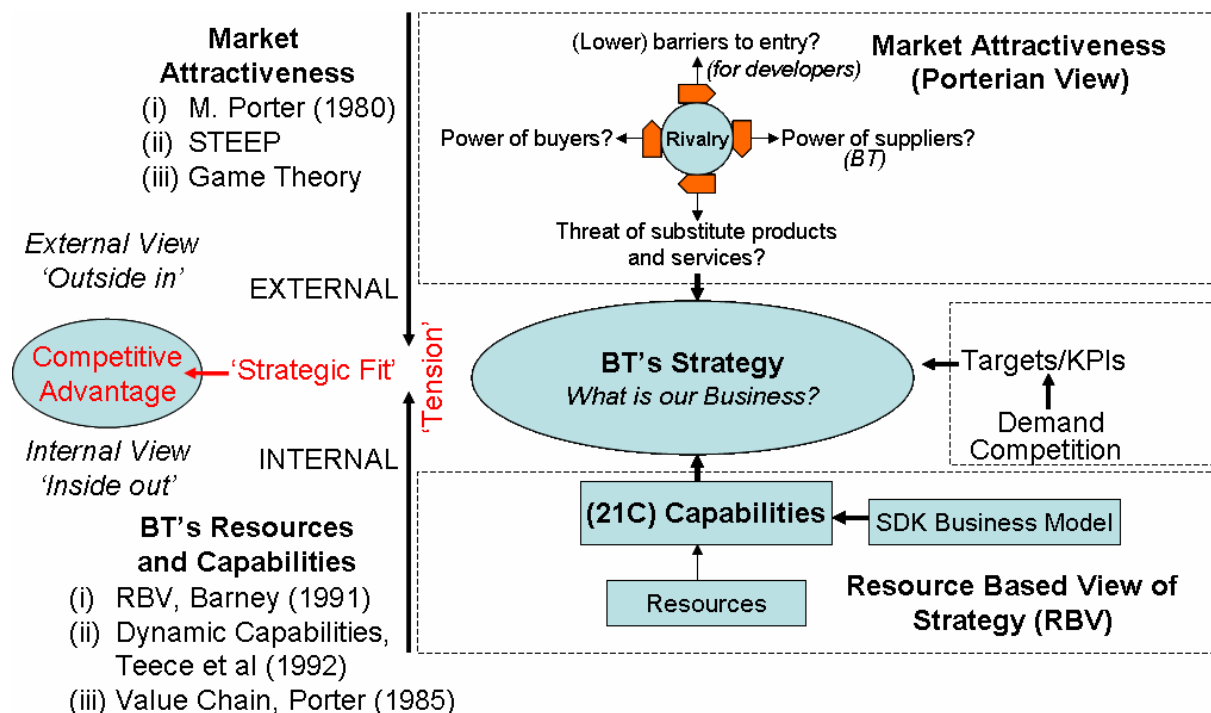 Market
Attractiveness
(i) M. Porter (1980)
(ii) STEEP
(iii) Game Theory
External View
‘Outside in’
EXTERNAL
Competitive
Advantage
‘Strategic Fit’
‘Tension’
Internal View
‘Inside out’
INTERNAL
BT’s Resources
and Capabilities
(i) RBV, Barney (1991)
(ii) Dynamic Capabilities,
Teece et al (1992)
(iii) Value Chain, Porter (1985)
Market Attractiveness
(Porterian View)
(Lower) barriers to entry?
(for developers)
Power of buyers?
Rivalry
Power of suppliers?
(BT)
Threat of substitute products
and services?
BT’s Strategy
What is our Business?
Targets/KPIs
Demand
Competition
(21C) Capabilities
SDK Business Model
Resources
Resource Based View of
Strategy (RBV)